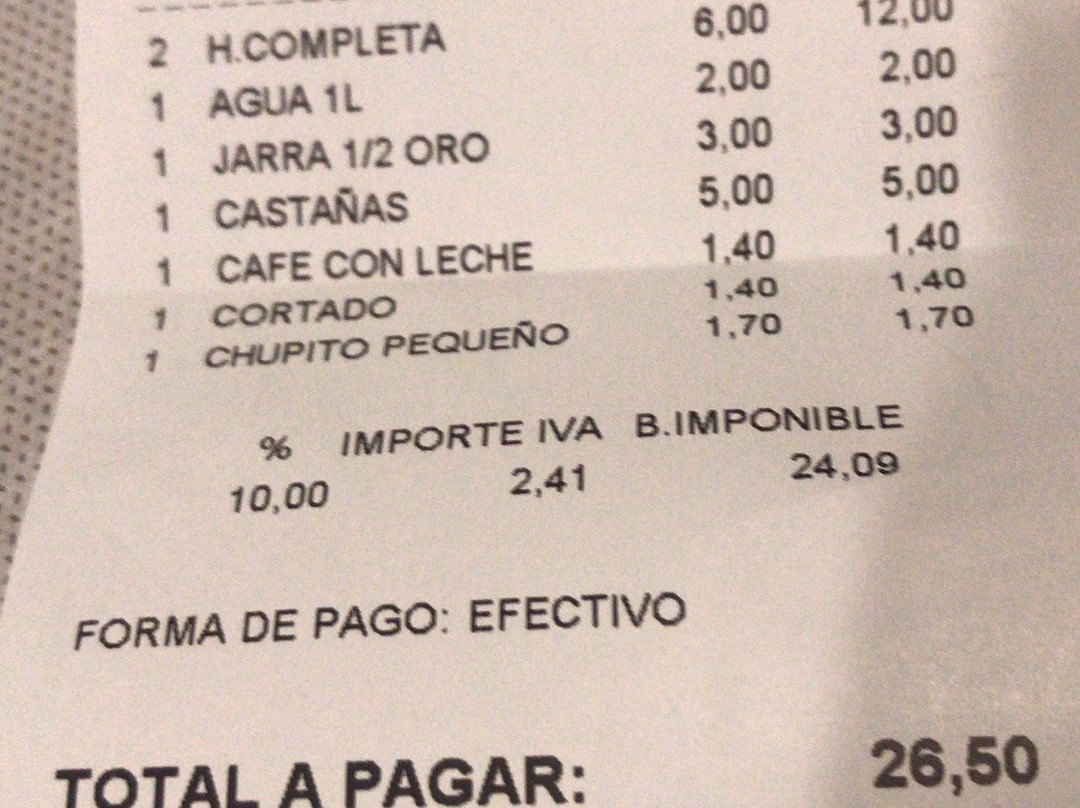 2 H.COMPLETA 6,00 12,00
1 AGUA 1L 2,00 2,00
1 JARRA 1/2 ORO 3,00 3,00
1 CASTAÑAS 5,00 5,00
1 CAFE CON LECHE 1,40 1,40
1 CORTADO 1,40 1,40
1 CHUPITO PEQUEÑO 1,70 1,70
% IMPORTE IVA B.IMPONIBLE
10,00 2,41 24,09
FORMA DE PAGO: EFECTIVO
TOTAL A PAGAR: 26,50